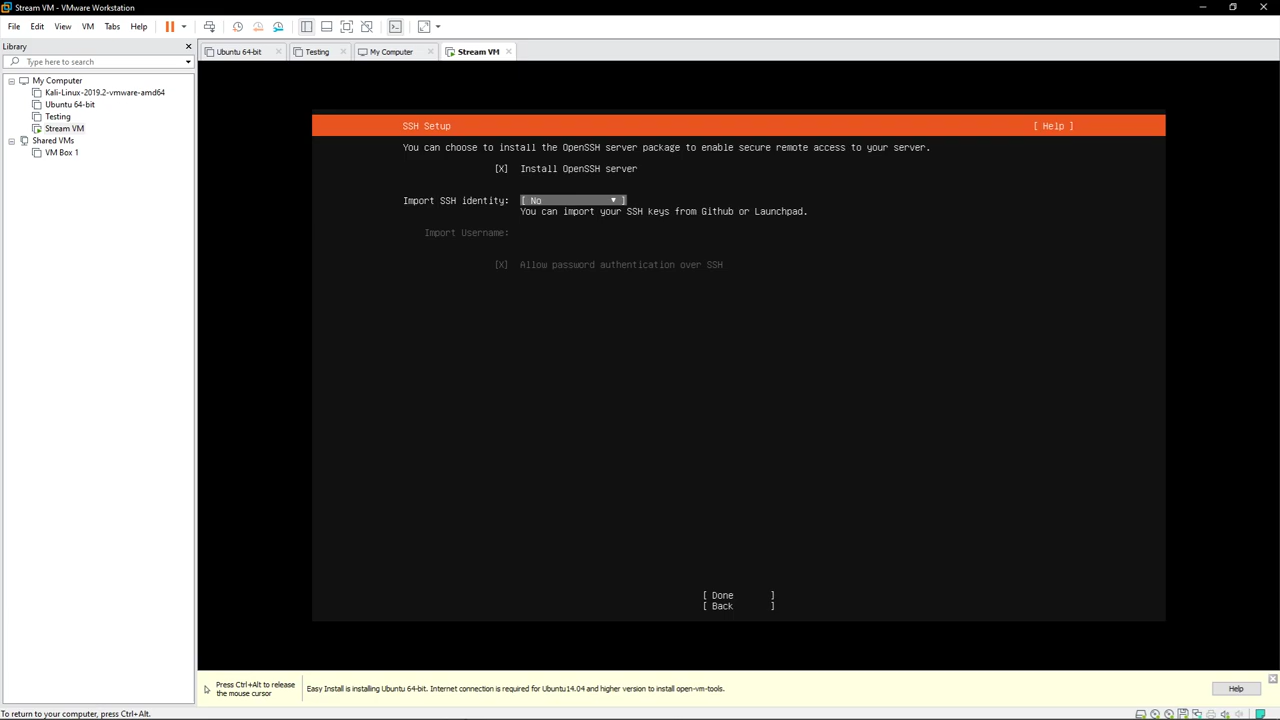 Stream VM - VMware Workstation
File Edit View VM Tabs Help
Library
Type here to search
My Computer
Kali-Linux-2019.2-vmware-amd64
Ubuntu 64-bit
Testing
Stream VM
Shared VMs
VM Box 1
Ubuntu 64-bit Testing My Computer Stream VM
SSH Setup [ Help ]
You can choose to install the OpenSSH server package to enable secure remote access to your server.
[X] Install OpenSSH server
Import SSH identity: [ No ▾ ]
You can import your SSH keys from Github or Launchpad.
Import Username:
[X] Allow password authentication over SSH
[ Done ]
[ Back ]
Press Ctrl+Alt to release
the mouse cursor
Easy Install is installing Ubuntu 64-bit. Internet connection is required for Ubuntu14.04 and higher version to install open-vm-tools.
Help
To return to your computer, press Ctrl+Alt.